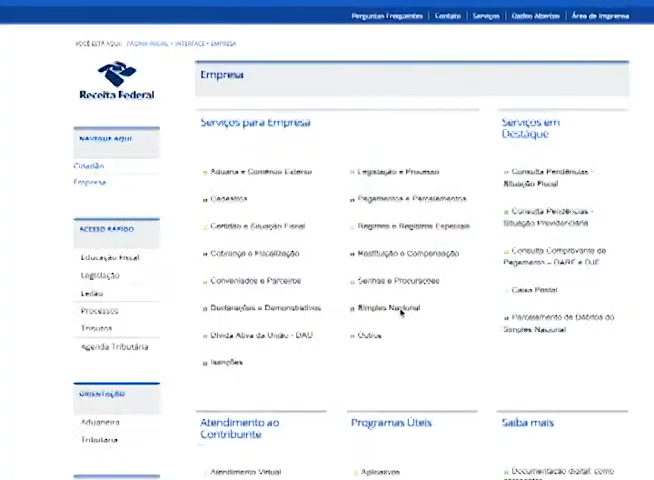 Perguntas Frequentes | Contato | Serviços | Dados Abertos | Área de Imprensa
VOCÊ ESTÁ AQUI: PÁGINA INICIAL > INTERFACE > EMPRESA
Receita Federal
NAVEGUE AQUI
Cidadão
Empresa
ACESSO RÁPIDO
Educação Fiscal
Legislação
Leilão
Processos
Tributos
Agenda Tributária
ORIENTAÇÃO
Aduaneira
Tributária
Empresa
Serviços para Empresa
Aduana e Comércio Exterior
Cadastros
Certidão e Situação Fiscal
Cobrança e Fiscalização
Conveniados e Parceiros
Declarações e Demonstrativos
Dívida Ativa da União - DAU
Isenções
Legislação e Processo
Pagamentos e Parcelamentos
Regimes e Registros Especiais
Restituição e Compensação
Senhas e Procurações
Simples Nacional
Outros
Serviços em
Destaque
Consulta Pendências -
Situação Fiscal
Consulta Pendências -
Situação Previdenciária
Consulta Comprovante de
Pagamento - DARF e DJE
Caixa Postal
Parcelamento de Débitos do
Simples Nacional
Atendimento ao
Contribuinte
Atendimento Virtual
Programas Úteis
Aplicativos
Saiba mais
Documentação digital: como